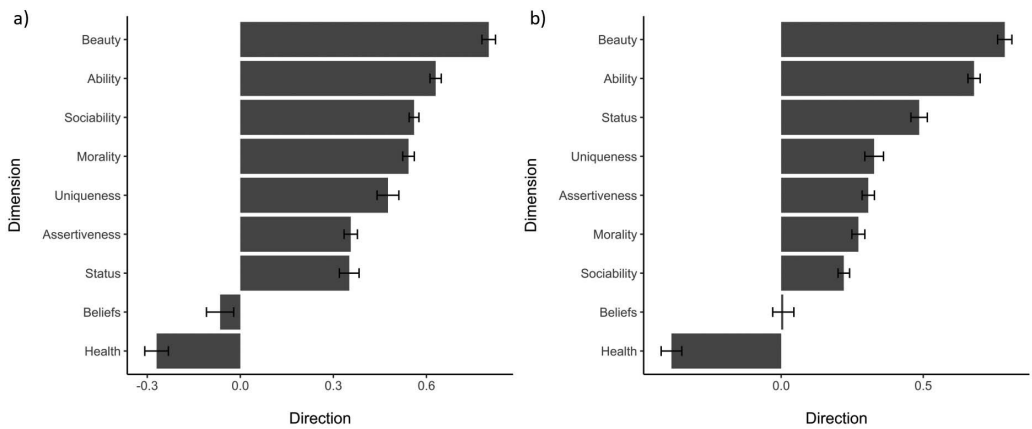 a)
Dimension
Beauty
Ability
Sociability
Morality
Uniqueness
Assertiveness
Status
Beliefs
Health
-0.3 0.0 0.3 0.6
Direction
b)
Dimension
Beauty
Ability
Status
Uniqueness
Assertiveness
Morality
Sociability
Beliefs
Health
0.0 0.5
Direction